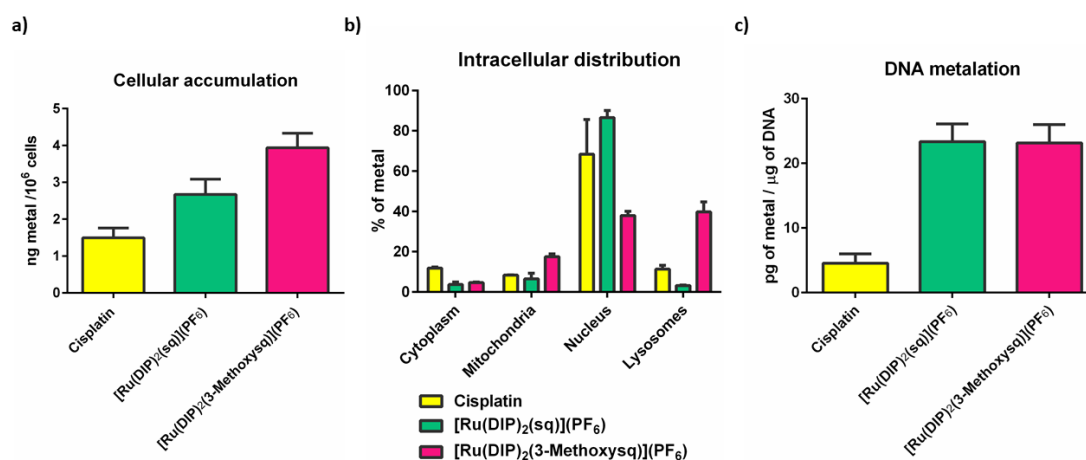 a)
Cellular accumulation
ng metal /10⁶ cells
5
4
3
2
1
0
Cisplatin
[Ru(DIP)₂(sq)](PF₆)
[Ru(DIP)₂(3-Methoxysq)](PF₆)
b)
Intracellular distribution
% of metal
100
80
60
40
20
0
Cytoplasm
Mitochondria
Nucleus
Lysosomes
Cisplatin
[Ru(DIP)₂(sq)](PF₆)
[Ru(DIP)₂(3-Methoxysq)](PF₆)
c)
DNA metalation
pg of metal / µg of DNA
30
20
10
0
Cisplatin
[Ru(DIP)₂(sq)](PF₆)
[Ru(DIP)₂(3-Methoxysq)](PF₆)